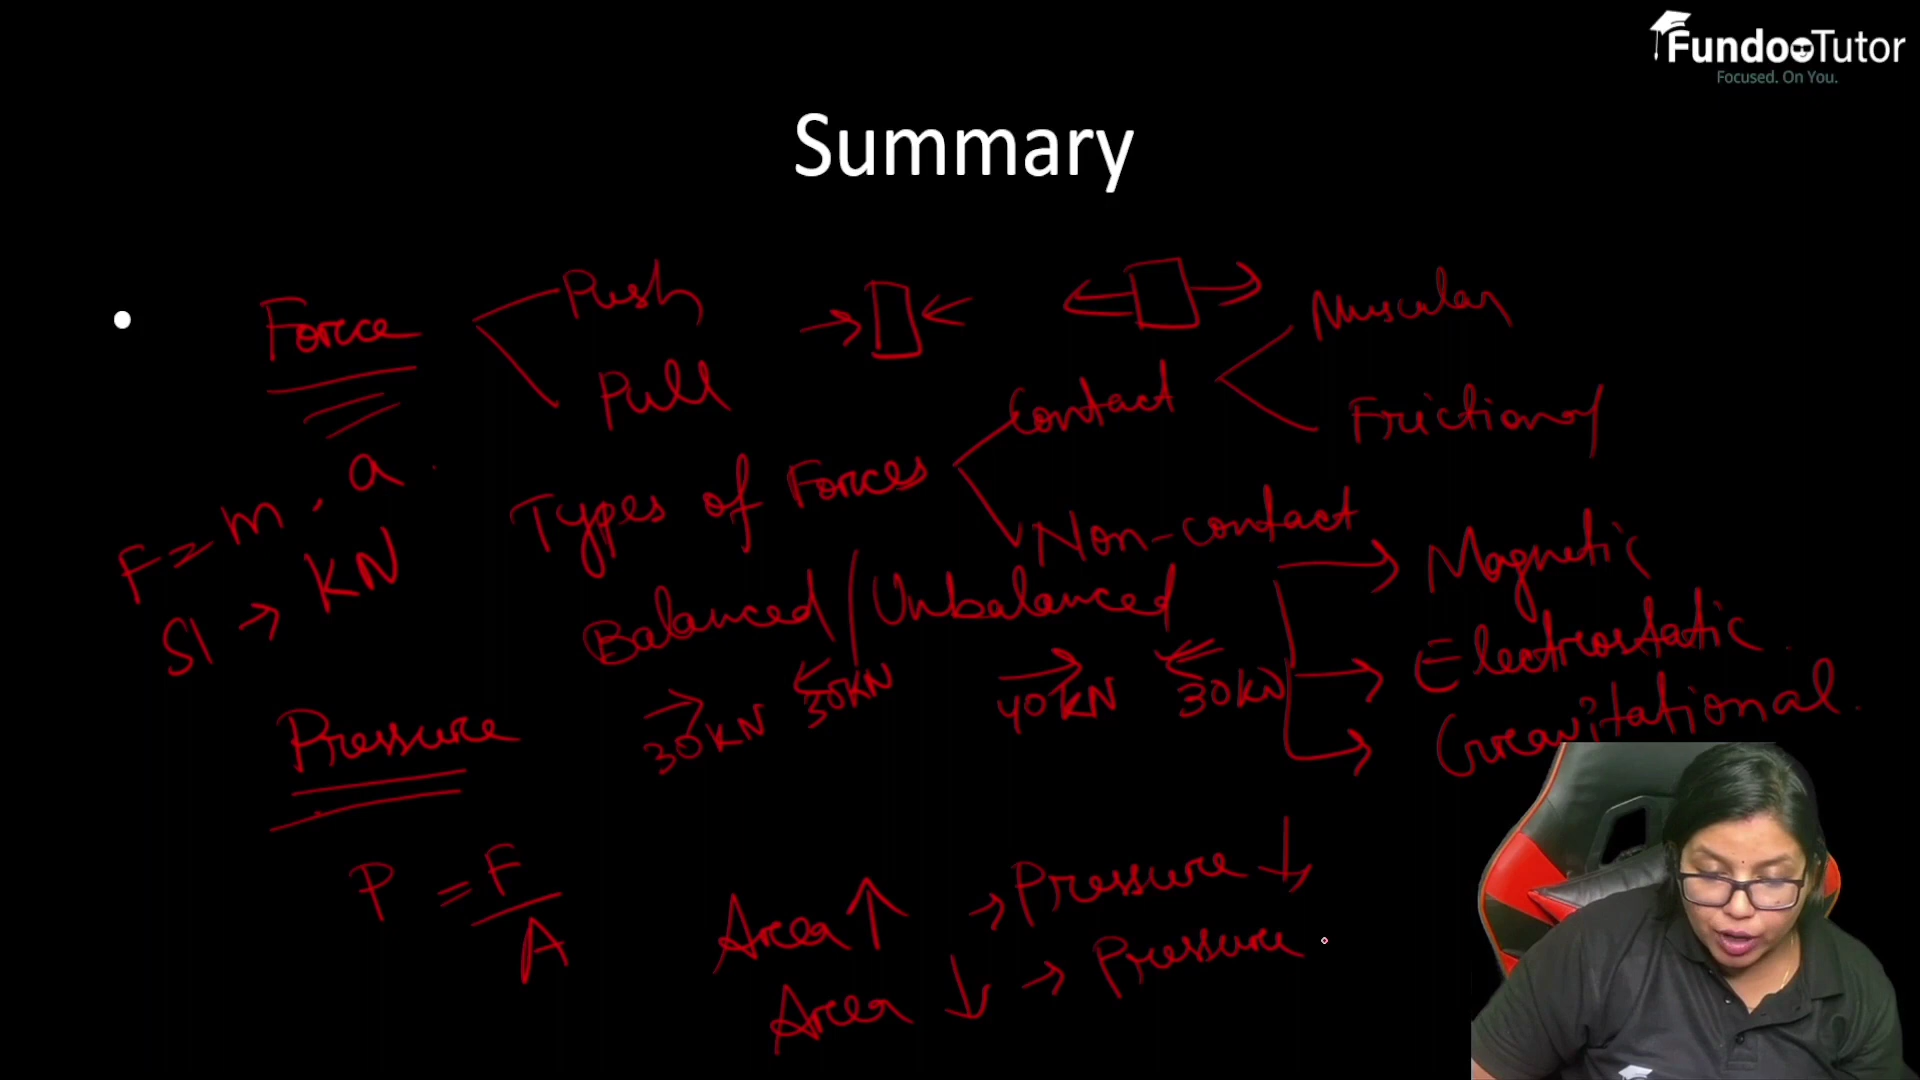 FundooTutor
Focused. On You.
Summary
Force
Push
Pull
Contact
Muscular
Frictional
F = m . a
SI → KN
Types of Forces
Non-contact
Balanced / Unbalanced
→ 30KN ← 30KN
→ 40KN ← 30KN
→ Magnetic
→ Electrostatic.
→ Gravitational.
Pressure
P = F
A
Area ↑ → Pressure ↓
Area ↓ → Pressure